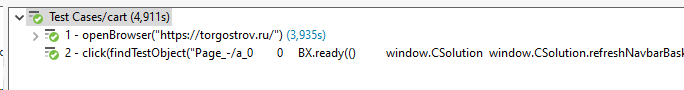 Test Cases/cart (4,911s)
1 - openBrowser("https://torgostrov.ru/") (3,935s)
2 - click(findTestObject("Page_-/a_0 0 BX.ready(() window.CSolution window.CSolution.refreshNavbarBask